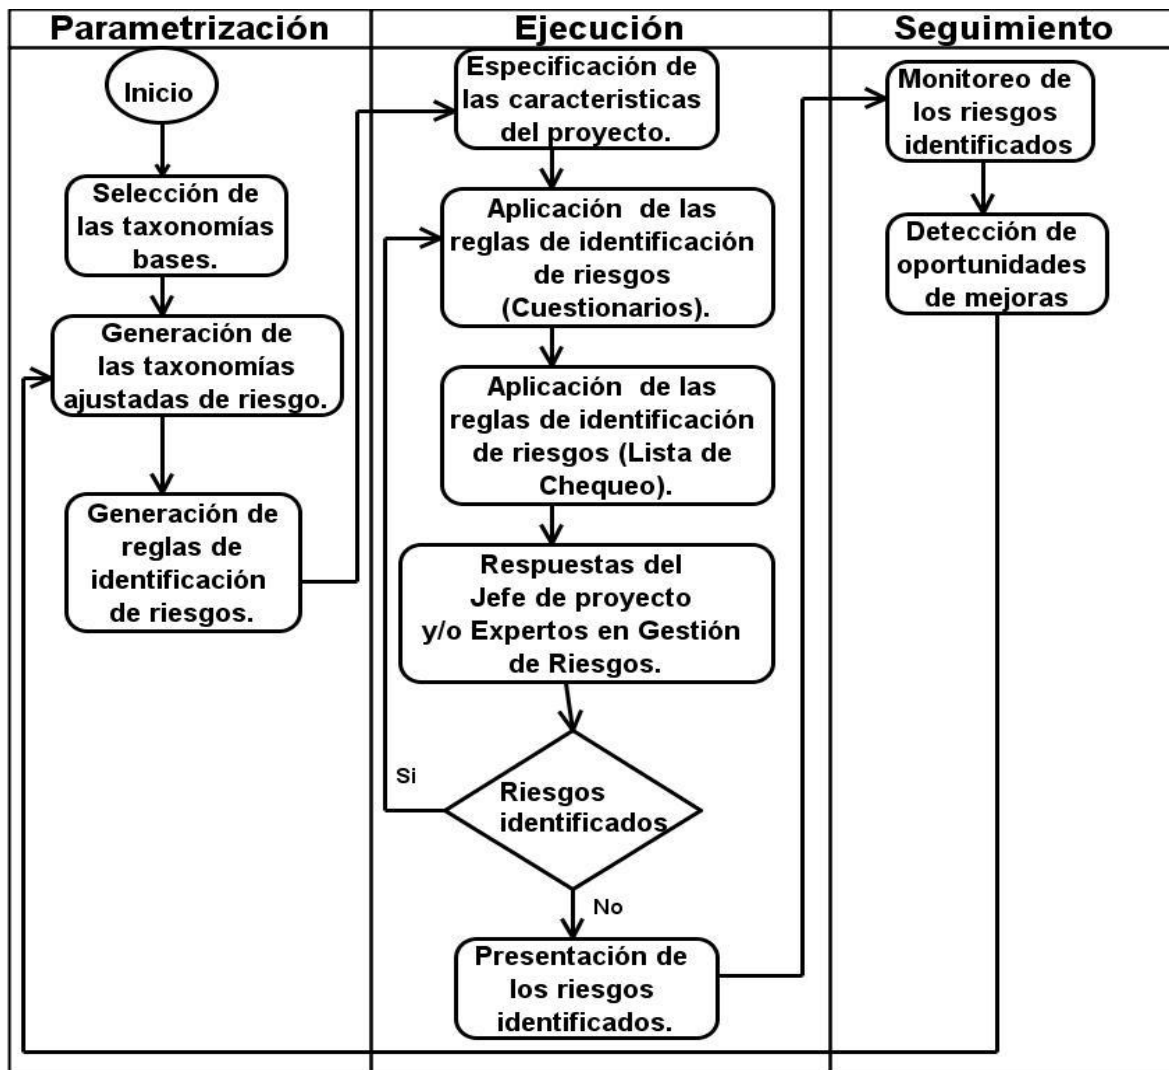 Parametrización
Inicio
Selección de
las taxonomías
bases.
Generación de
las taxonomías
ajustadas de riesgo.
Generación de
reglas de
identificación
de riesgos.
Ejecución
Especificación de
las caracteristicas
del proyecto.
Aplicación de las
reglas de identificación
de riesgos
(Cuestionarios).
Aplicación de las
reglas de identificación
de riesgos (Lista de
Chequeo).
Respuestas del
Jefe de proyecto
y/o Expertos en Gestión
de Riesgos.
Si
Riesgos
identificados
No
Presentación de
los riesgos
identificados.
Seguimiento
Monitoreo de
los riesgos
identificados
Detección de
oportunidades
de mejoras